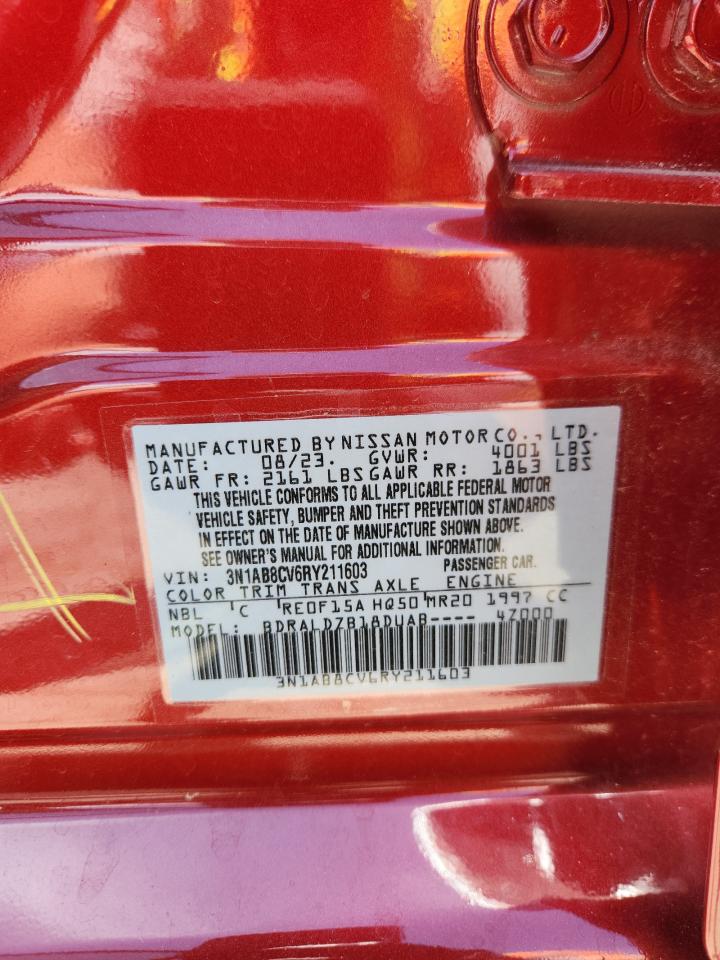 MANUFACTURED BY NISSAN MOTOR CO., LTD.
DATE: 08/23. GVWR: 4001 LBS
GAWR FR: 2161 LBS GAWR RR: 1863 LBS
THIS VEHICLE CONFORMS TO ALL APPLICABLE FEDERAL MOTOR
VEHICLE SAFETY, BUMPER AND THEFT PREVENTION STANDARDS
IN EFFECT ON THE DATE OF MANUFACTURE SHOWN ABOVE.
SEE OWNER'S MANUAL FOR ADDITIONAL INFORMATION.
VIN: 3N1AB8CV6RY211603 PASSENGER CAR.
COLOR TRIM TRANS AXLE ENGINE
NBL C RE0F15A HQ50 MR20 1997 CC
MODEL: BDRALDZB18DUAB---- 4Z000
3N1AB8CV6RY211603